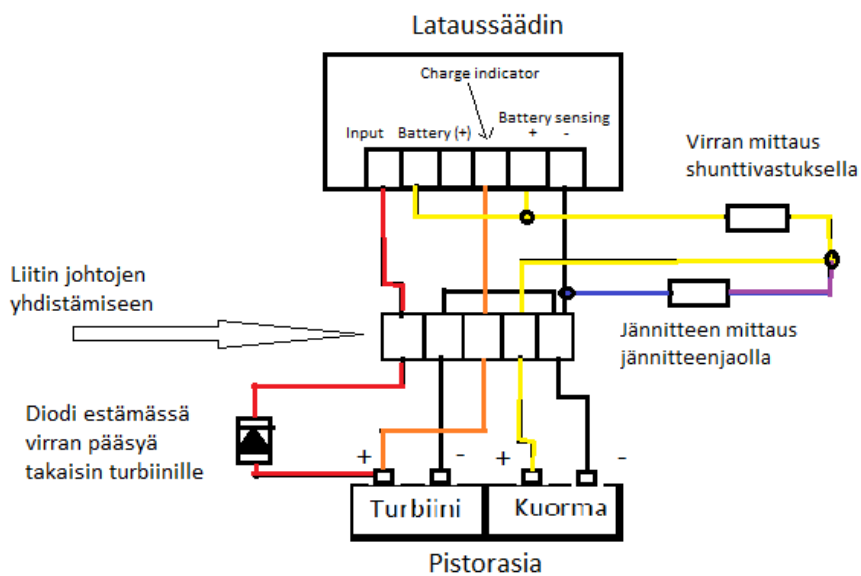 Lataussäädin
Charge indicator
Battery sensing
Input Battery (+) + -
Virran mittaus
shunttivastuksella
Liitin johtojen
yhdistämiseen
Jännitteen mittaus
jännitteenjaolla
Diodi estämässä
virran pääsyä
takaisin turbiinille
+ - + -
Turbiini Kuorma
Pistorasia